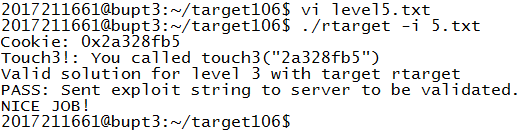 2017211661@bupt3:~/target106$ vi level5.txt
2017211661@bupt3:~/target106$ ./rtarget -i 5.txt
Cookie: 0x2a328fb5
Touch3!: You called touch3("2a328fb5")
Valid solution for level 3 with target rtarget
PASS: Sent exploit string to server to be validated.
NICE JOB!
2017211661@bupt3:~/target106$